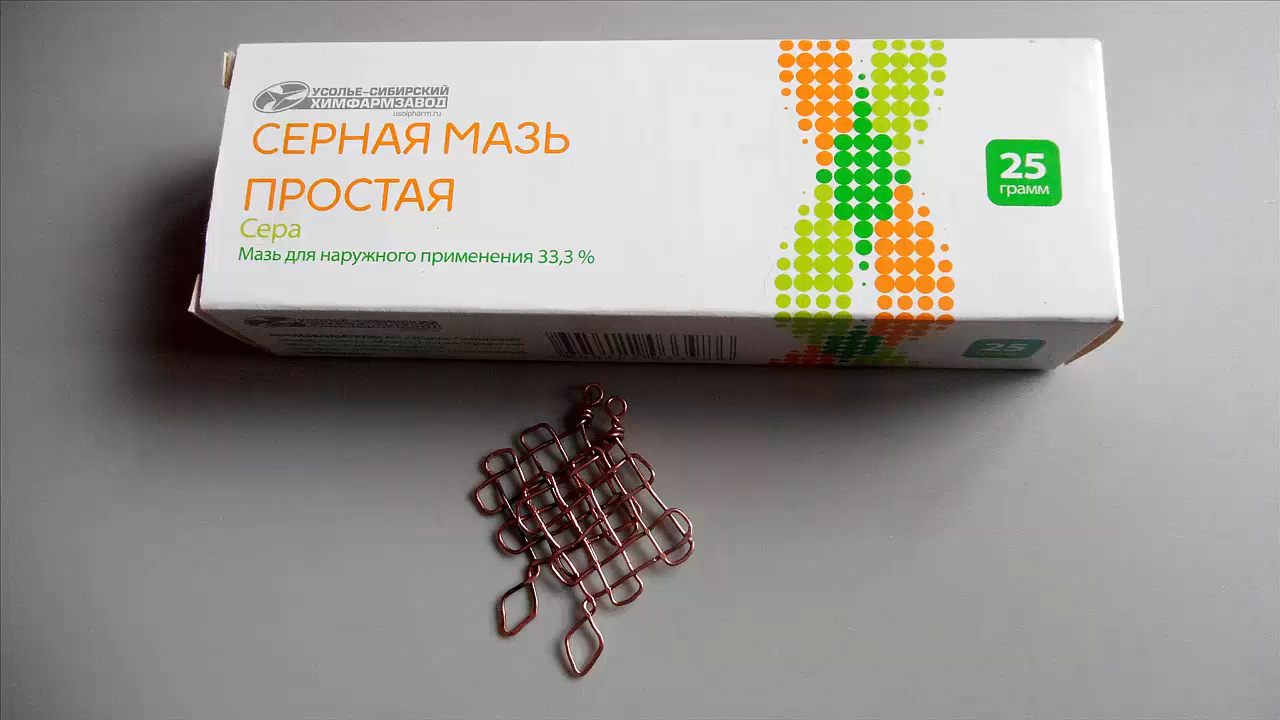 УСОЛЬЕ-СИБИРСКИЙ
ХИМФАРМЗАВОД
usolpharm.ru
СЕРНАЯ МАЗЬ
ПРОСТАЯ
Сера
Мазь для наружного применения 33,3 %
25
грамм
25